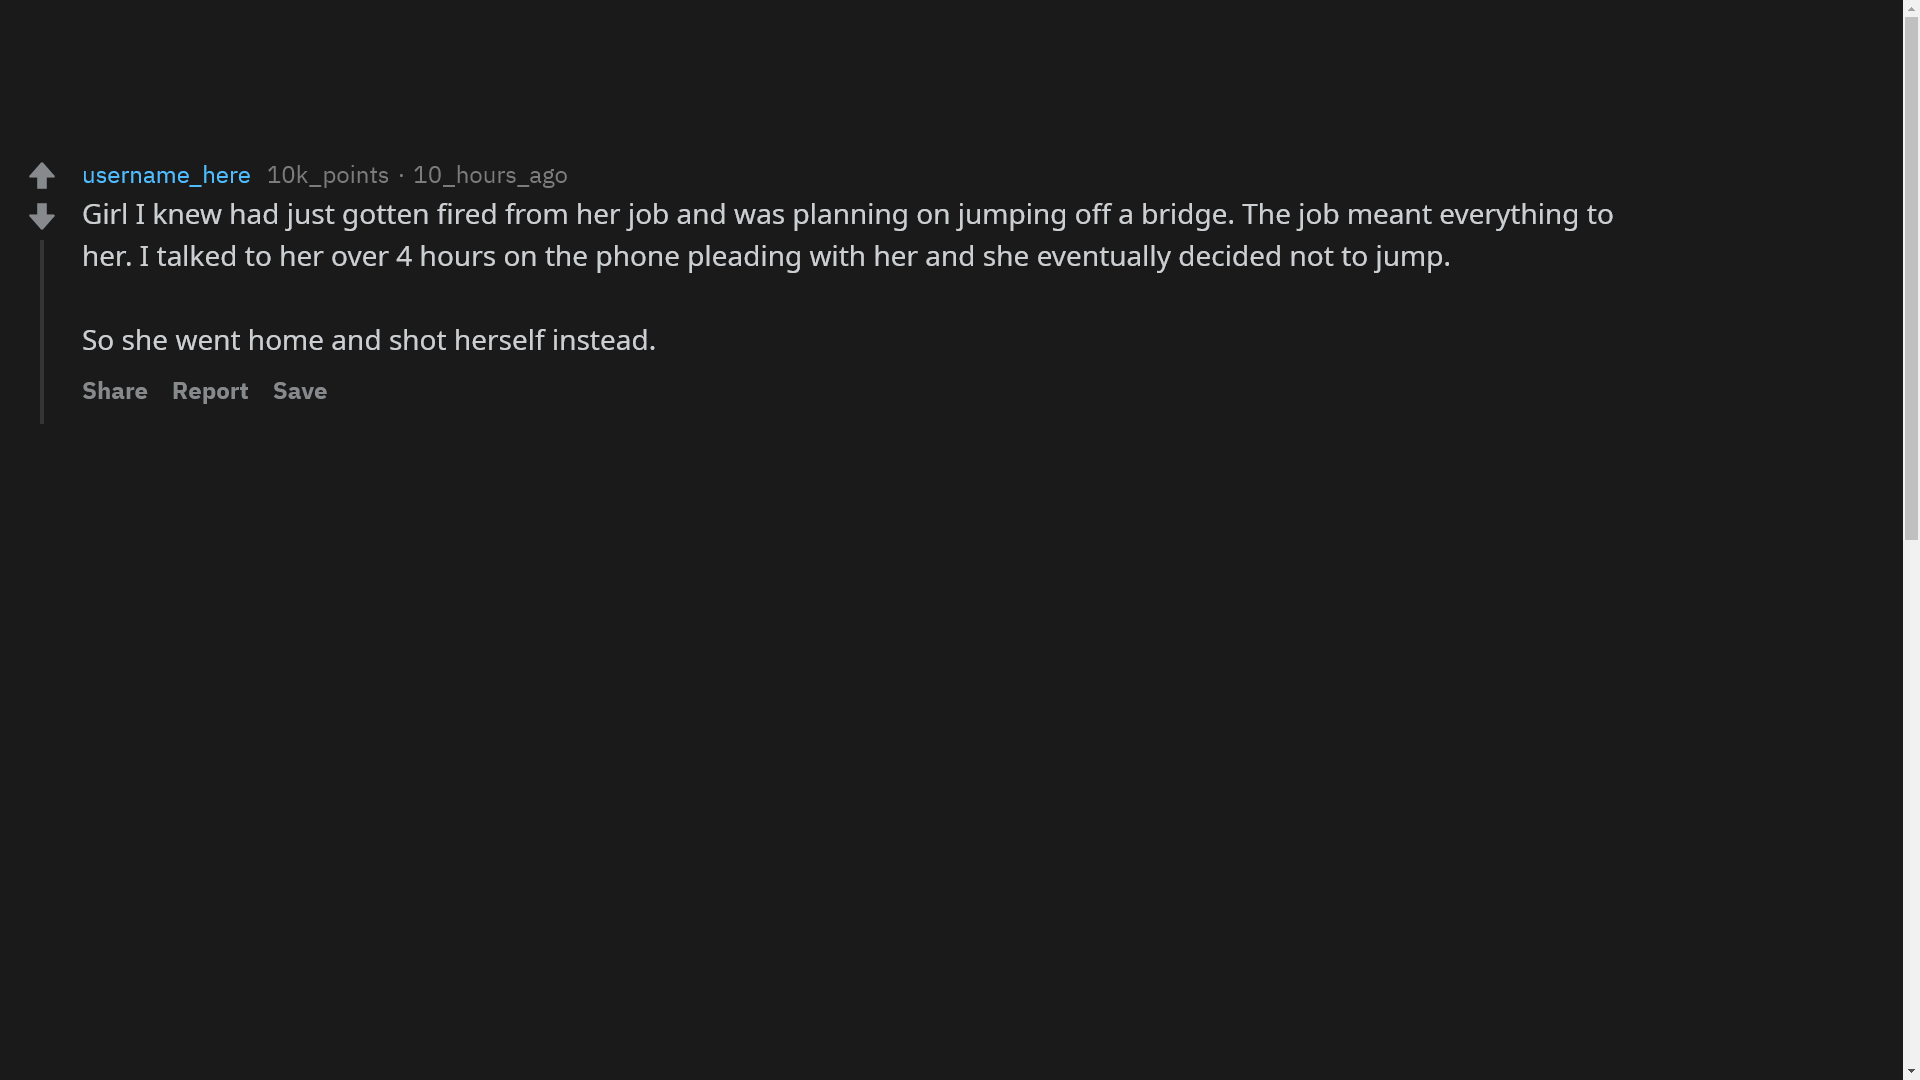 username_here 10k_points · 10_hours_ago
Girl I knew had just gotten fired from her job and was planning on jumping off a bridge. The job meant everything to
her. I talked to her over 4 hours on the phone pleading with her and she eventually decided not to jump.
So she went home and shot herself instead.
Share Report Save